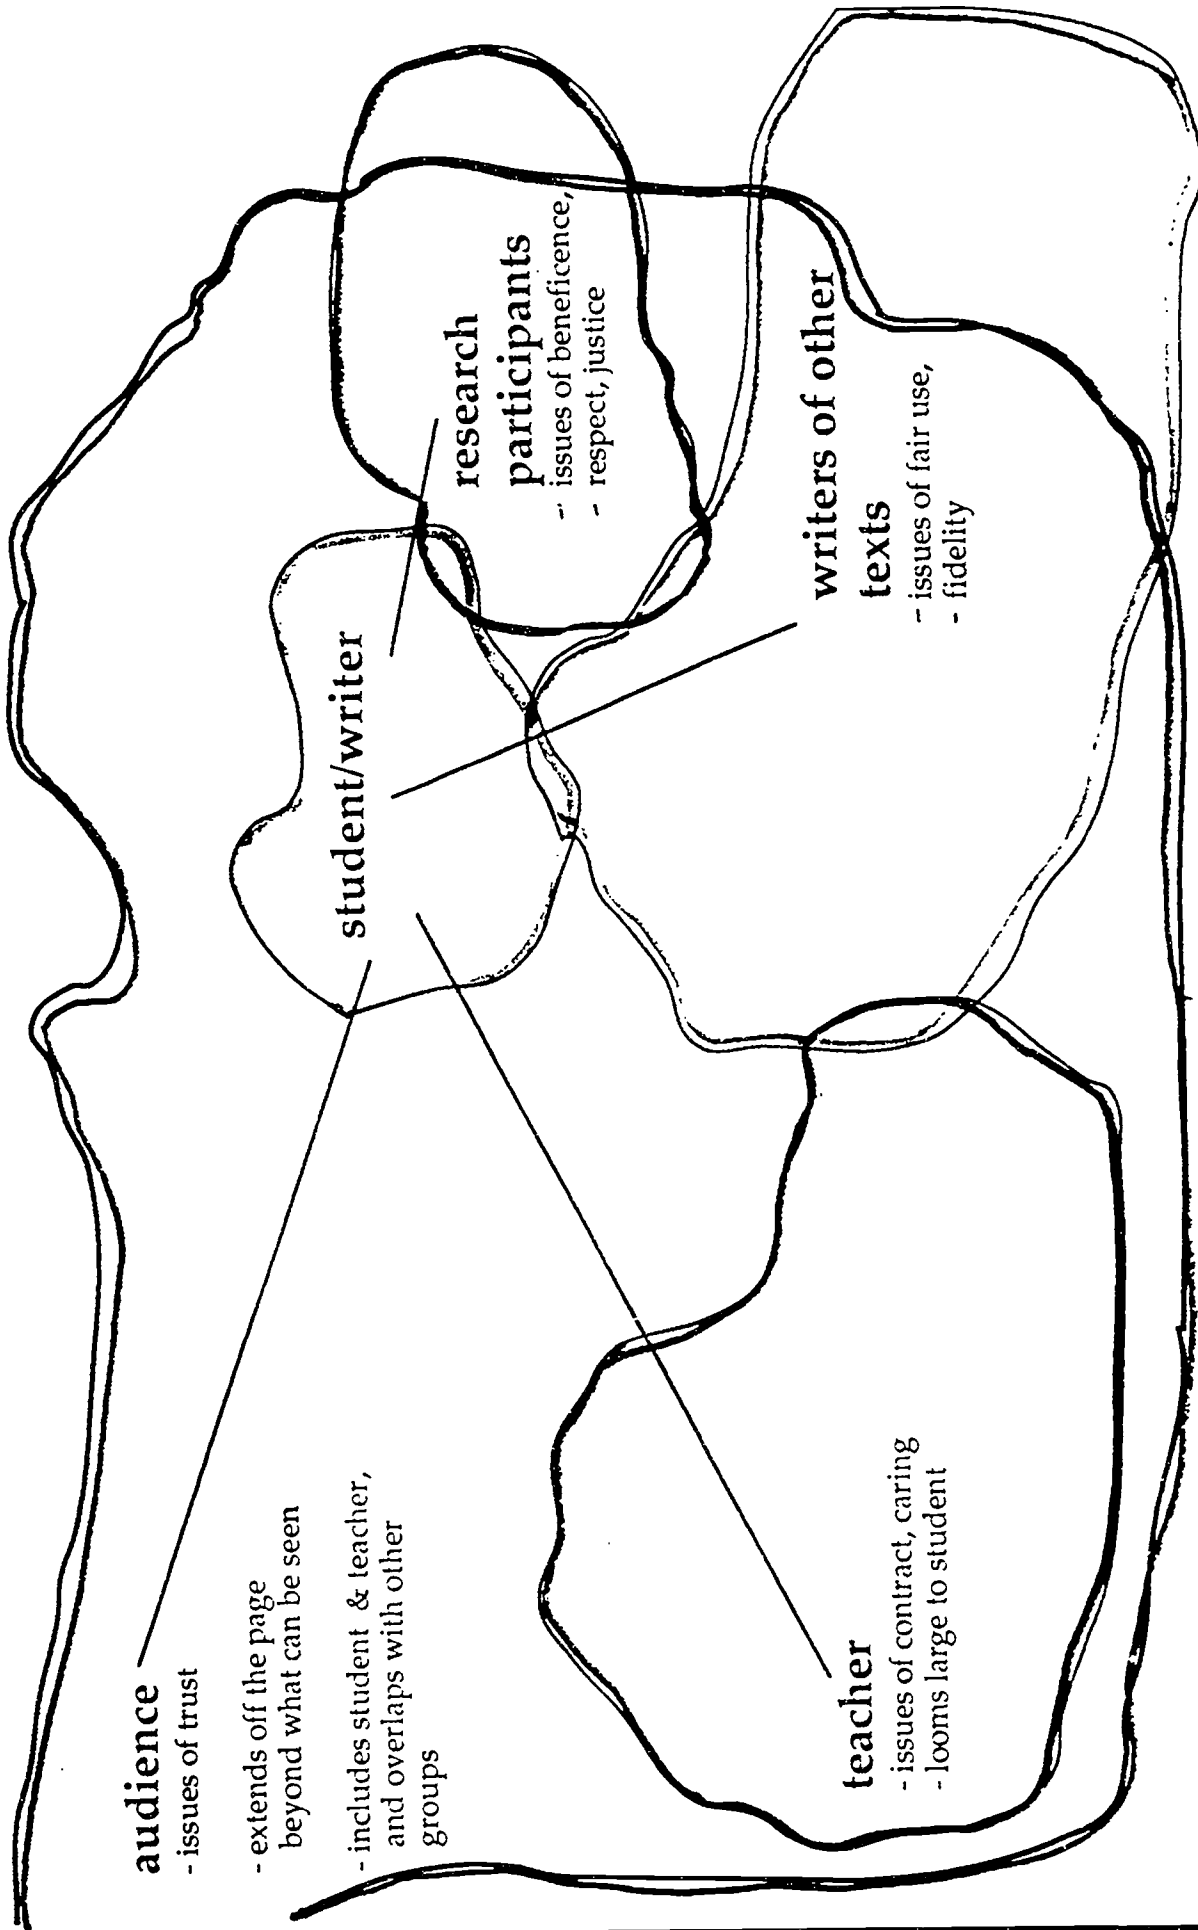 audience
- issues of trust
- extends off the page
beyond what can be seen
- includes student & teacher,
and overlaps with other
groups
student/writer
research
participants
- issues of beneficence,
- respect, justice
writers of other
texts
- issues of fair use,
- fidelity
teacher
- issues of contract, caring
- looms large to student